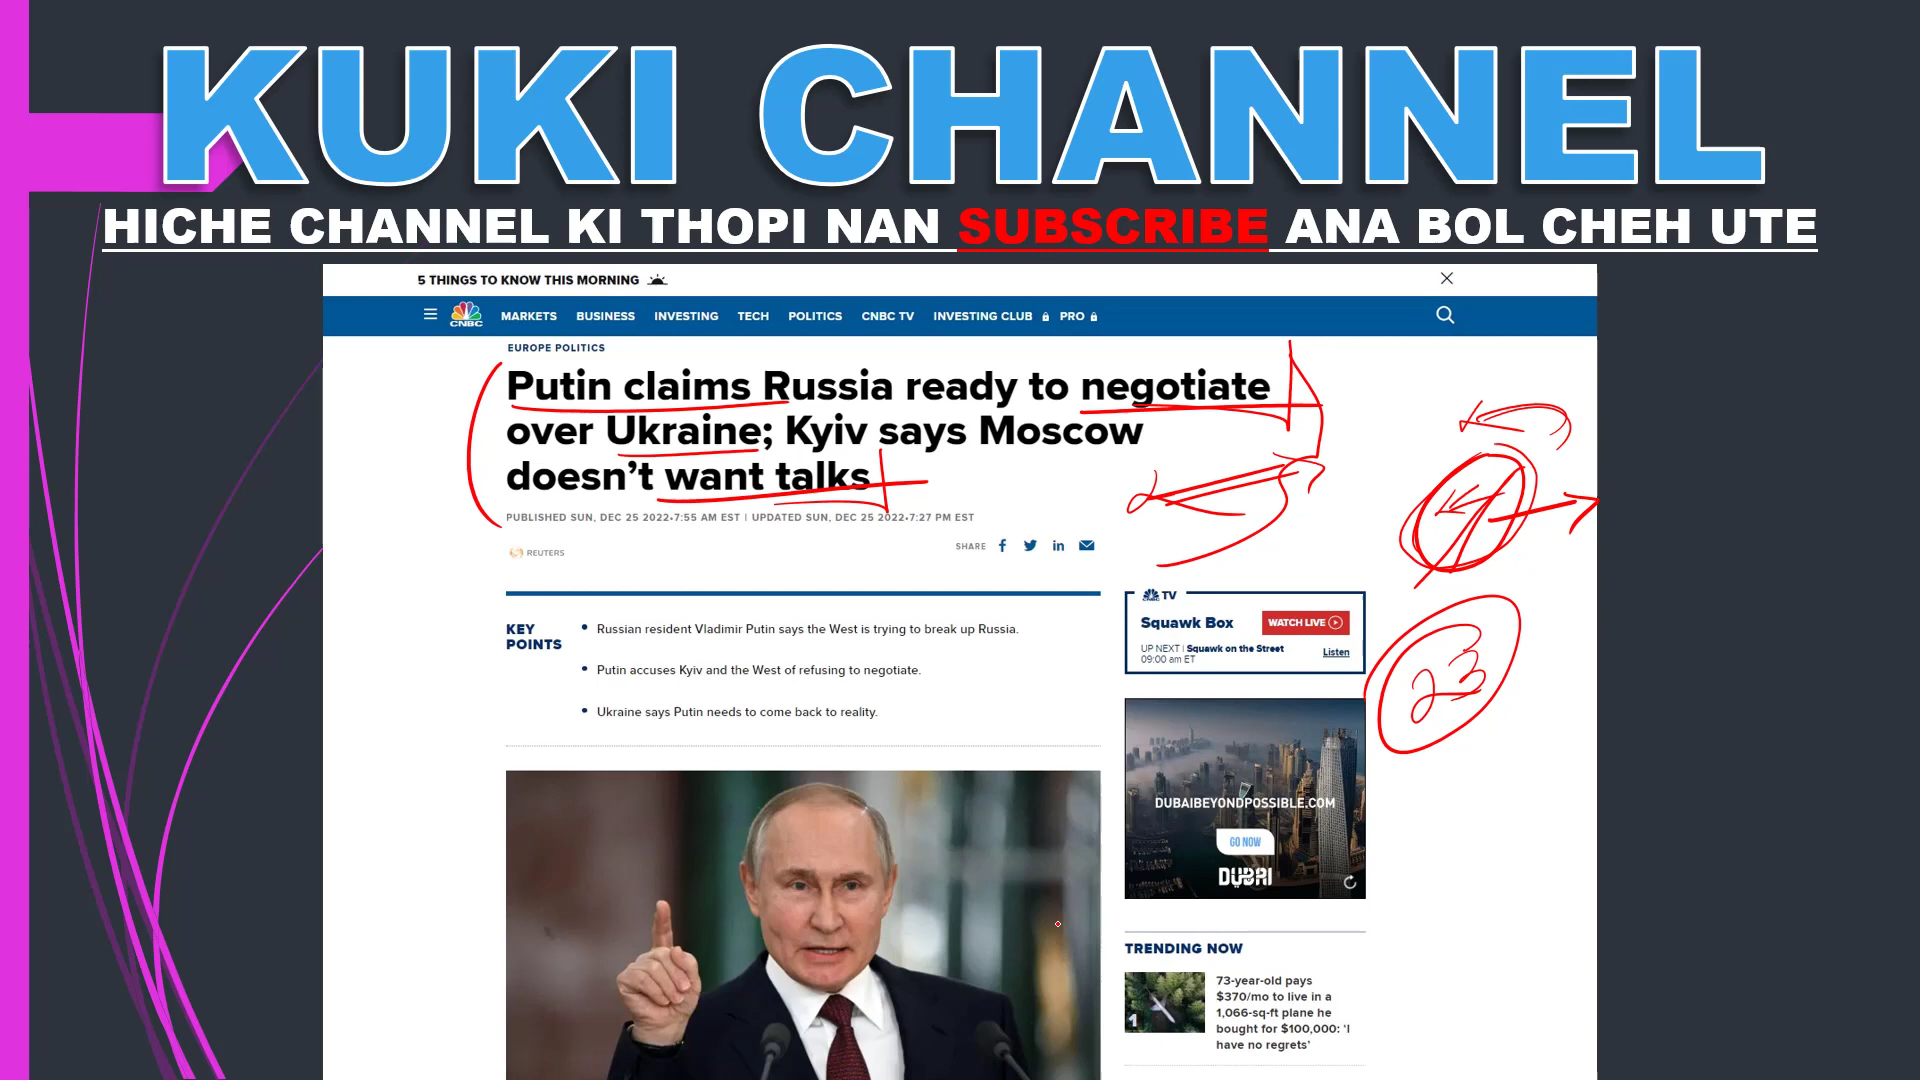 KUKI CHANNEL
HICHE CHANNEL KI THOPI NAN SUBSCRIBE ANA BOL CHEH UTE
5 THINGS TO KNOW THIS MORNING
CNBC MARKETS BUSINESS INVESTING TECH POLITICS CNBC TV INVESTING CLUB PRO
EUROPE POLITICS
Putin claims Russia ready to negotiate
over Ukraine; Kyiv says Moscow
doesn’t want talks
PUBLISHED SUN, DEC 25 2022•7:55 AM EST | UPDATED SUN, DEC 25 2022•7:27 PM EST
REUTERS
SHARE
KEY
POINTS
Russian resident Vladimir Putin says the West is trying to break up Russia.
Putin accuses Kyiv and the West of refusing to negotiate.
Ukraine says Putin needs to come back to reality.
CNBC TV
Squawk Box
WATCH LIVE
UP NEXT | Squawk on the Street
09:00 am ET
Listen
23
DUBAIBEYONDPOSSIBLE.COM
GO NOW
DUBAI
TRENDING NOW
1
73-year-old pays
$370/mo to live in a
1,066-sq-ft plane he
bought for $100,000: ‘I
have no regrets’